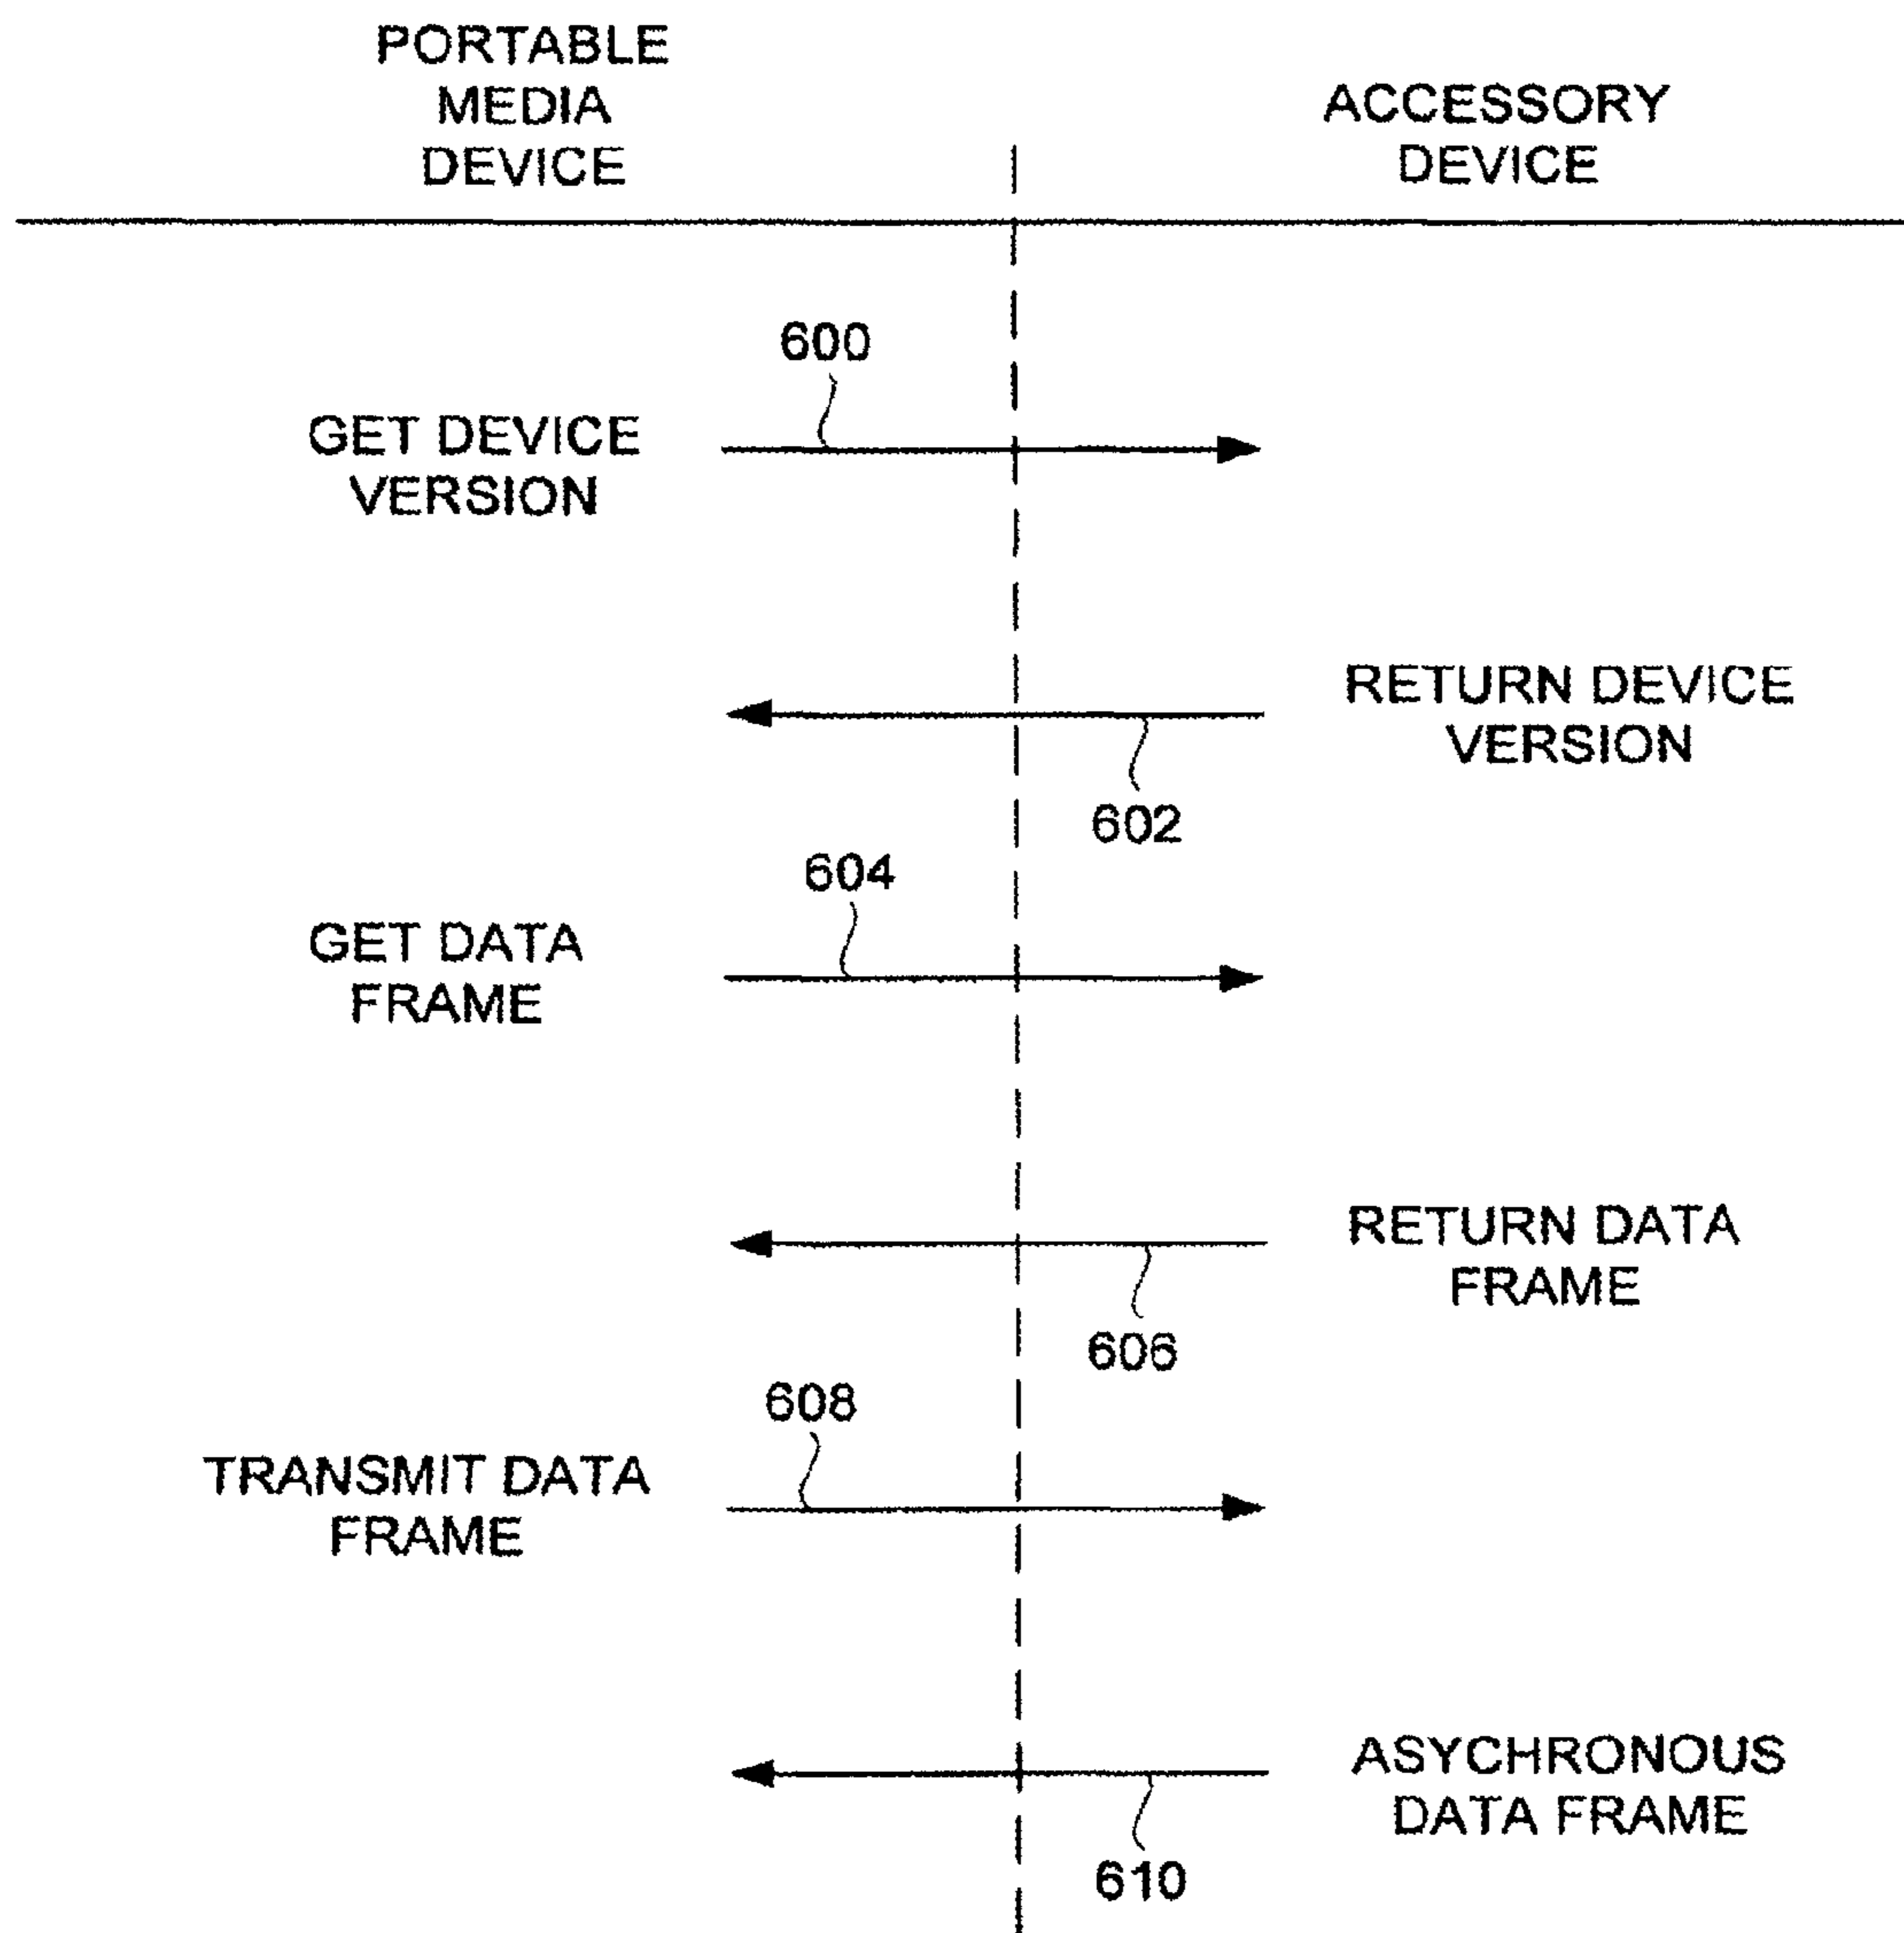 PORTABLE
MEDIA
DEVICE
ACCESSORY
DEVICE
600
GET DEVICE
VERSION
RETURN DEVICE
VERSION
602
604
GET DATA
FRAME
RETURN DATA
FRAME
606
608
TRANSMIT DATA
FRAME
ASYCHRONOUS
DATA FRAME
610